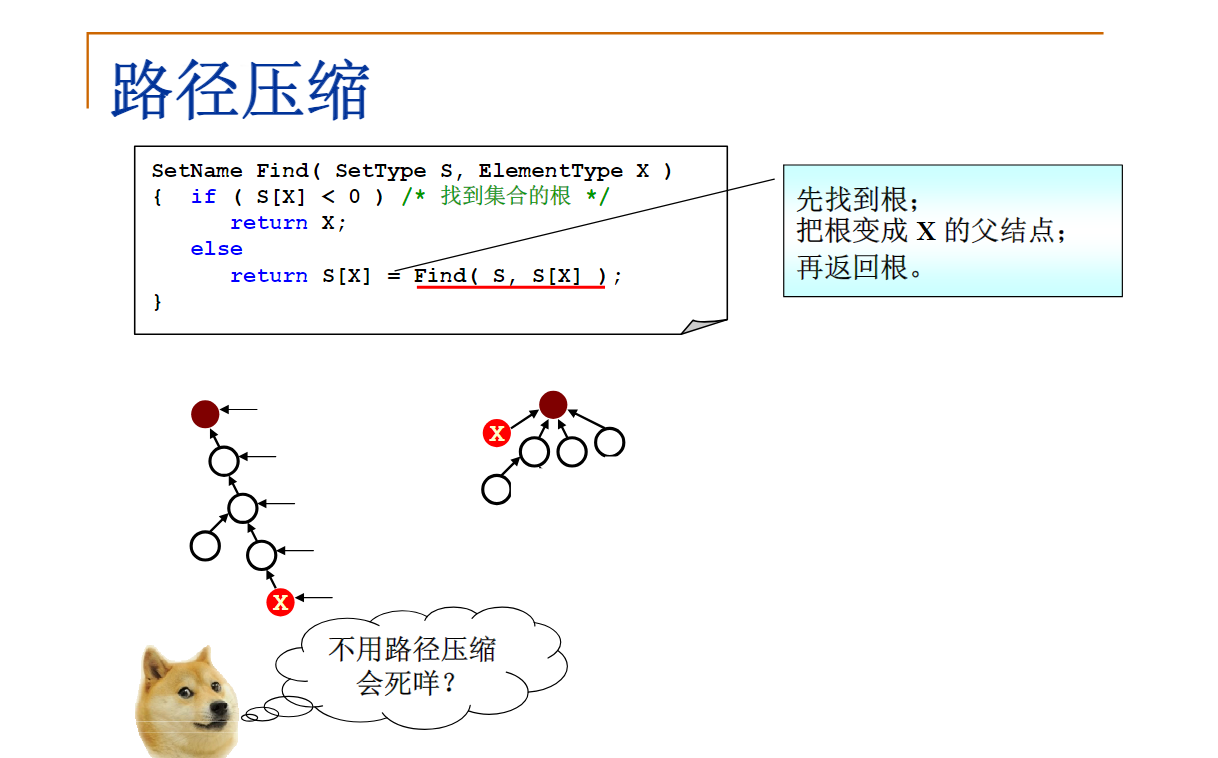 路径压缩
SetName Find( SetType S, ElementType X )
{ if ( S[X] < 0 ) /* 找到集合的根 */
return X;
else
return S[X] = Find( S, S[X] );
}
先找到根；
把根变成 X 的父结点；
再返回根。
X
X
不用路径压缩
会死咩？